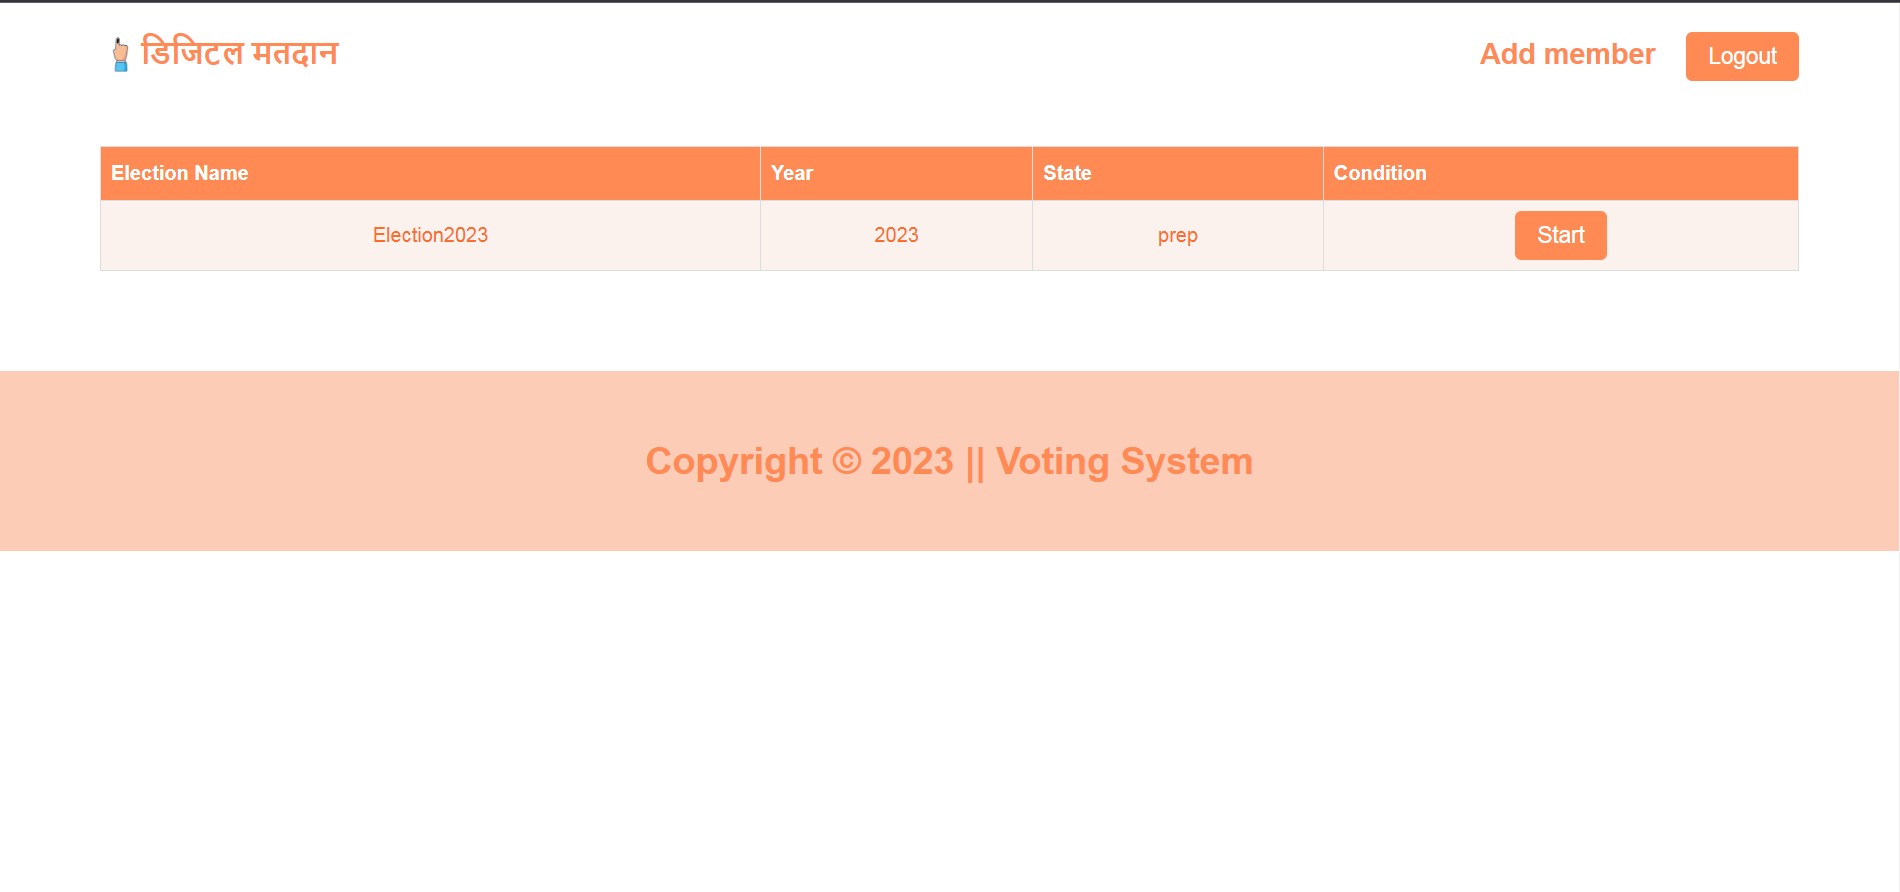 डिजिटल मतदान Add member Logout
Election Name Year State Condition
Election2023 2023 prep Start
Copyright © 2023 || Voting System